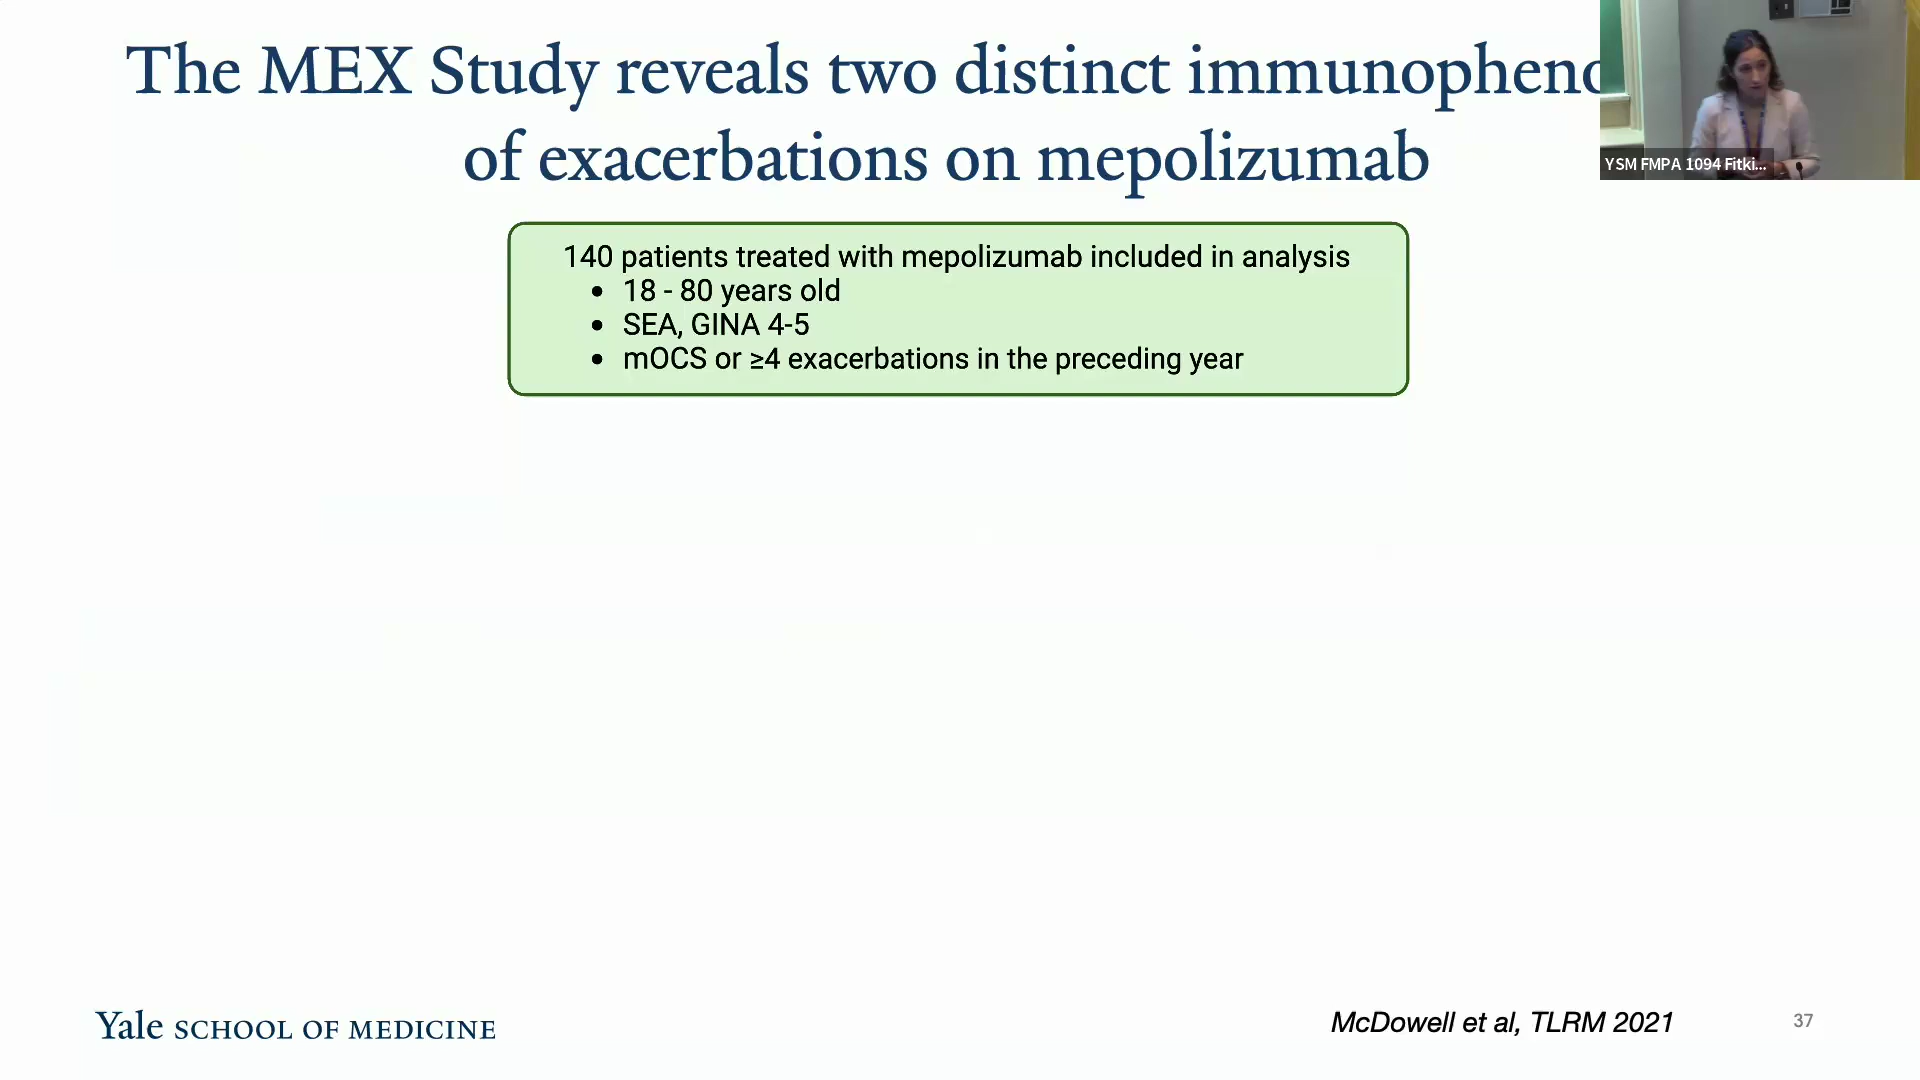 The MEX Study reveals two distinct
of exacerbations on mepolizumab
YSM FMPA 1094 Fitki...
140 patients treated with mepolizumab included in analysis
• 18 - 80 years old
• SEA, GINA 4-5
• mOCS or ≥4 exacerbations in the preceding year
Yale SCHOOL OF MEDICINE
McDowell et al, TLRM 2021
37